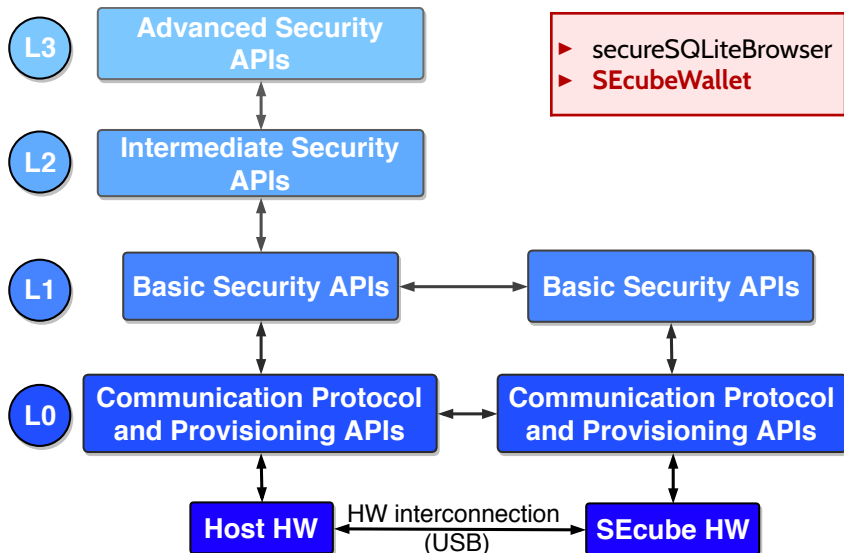 L3
Advanced Security
APIs
secureSQLiteBrowser
SEcubeWallet
L2
Intermediate Security
APIs
L1
Basic Security APIs
Basic Security APIs
L0
Communication Protocol
and Provisioning APIs
Communication Protocol
and Provisioning APIs
Host HW
HW interconnection
(USB)
SEcube HW